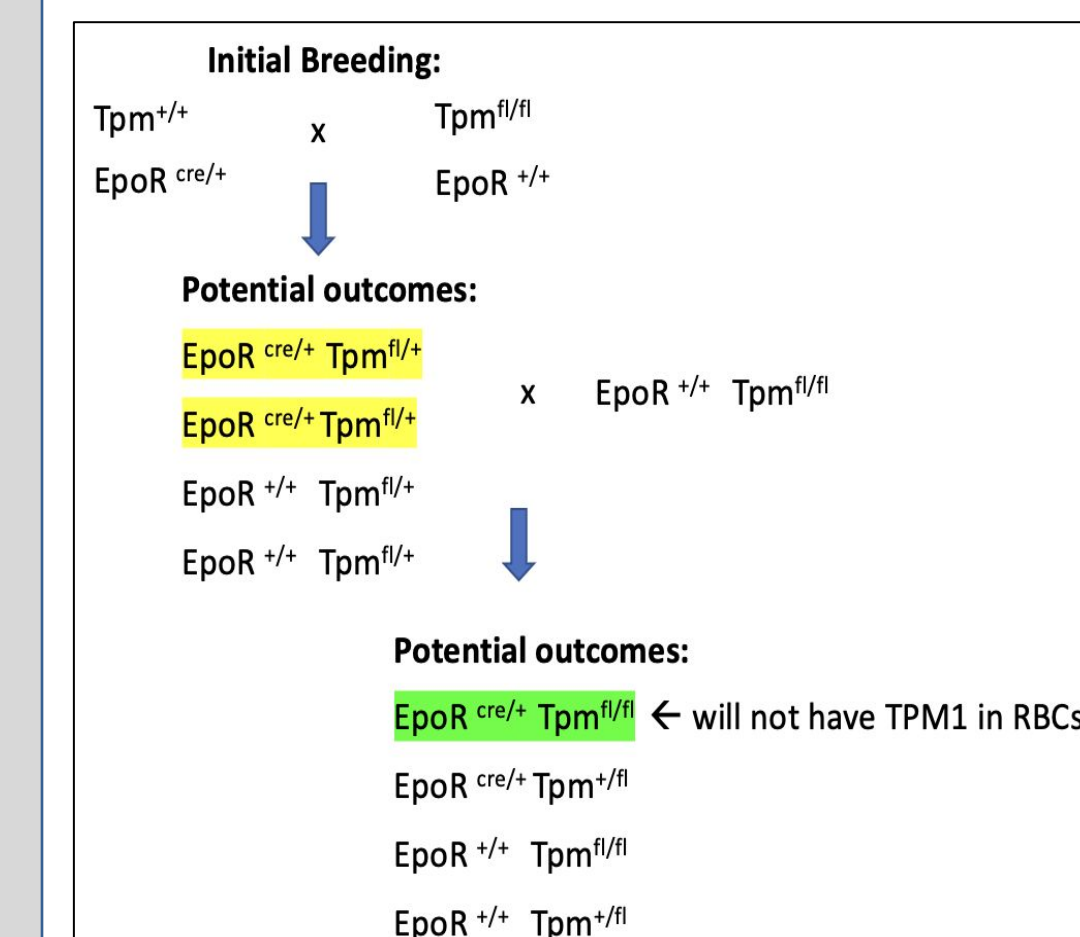 Initial Breeding:
Tpm+/+ x Tpmfl/fl
EpoR cre/+ EpoR +/+
Potential outcomes:
EpoR cre/+ Tpmfl/+
x EpoR +/+ Tpmfl/fl
EpoR cre/+ Tpmfl/+
EpoR +/+ Tpmfl/+
EpoR +/+ Tpmfl/+
Potential outcomes:
EpoR cre/+ Tpmfl/fl ← will not have TPM1 in RBCs
EpoR cre/+ Tpm+/fl
EpoR +/+ Tpmfl/fl
EpoR +/+ Tpm+/fl